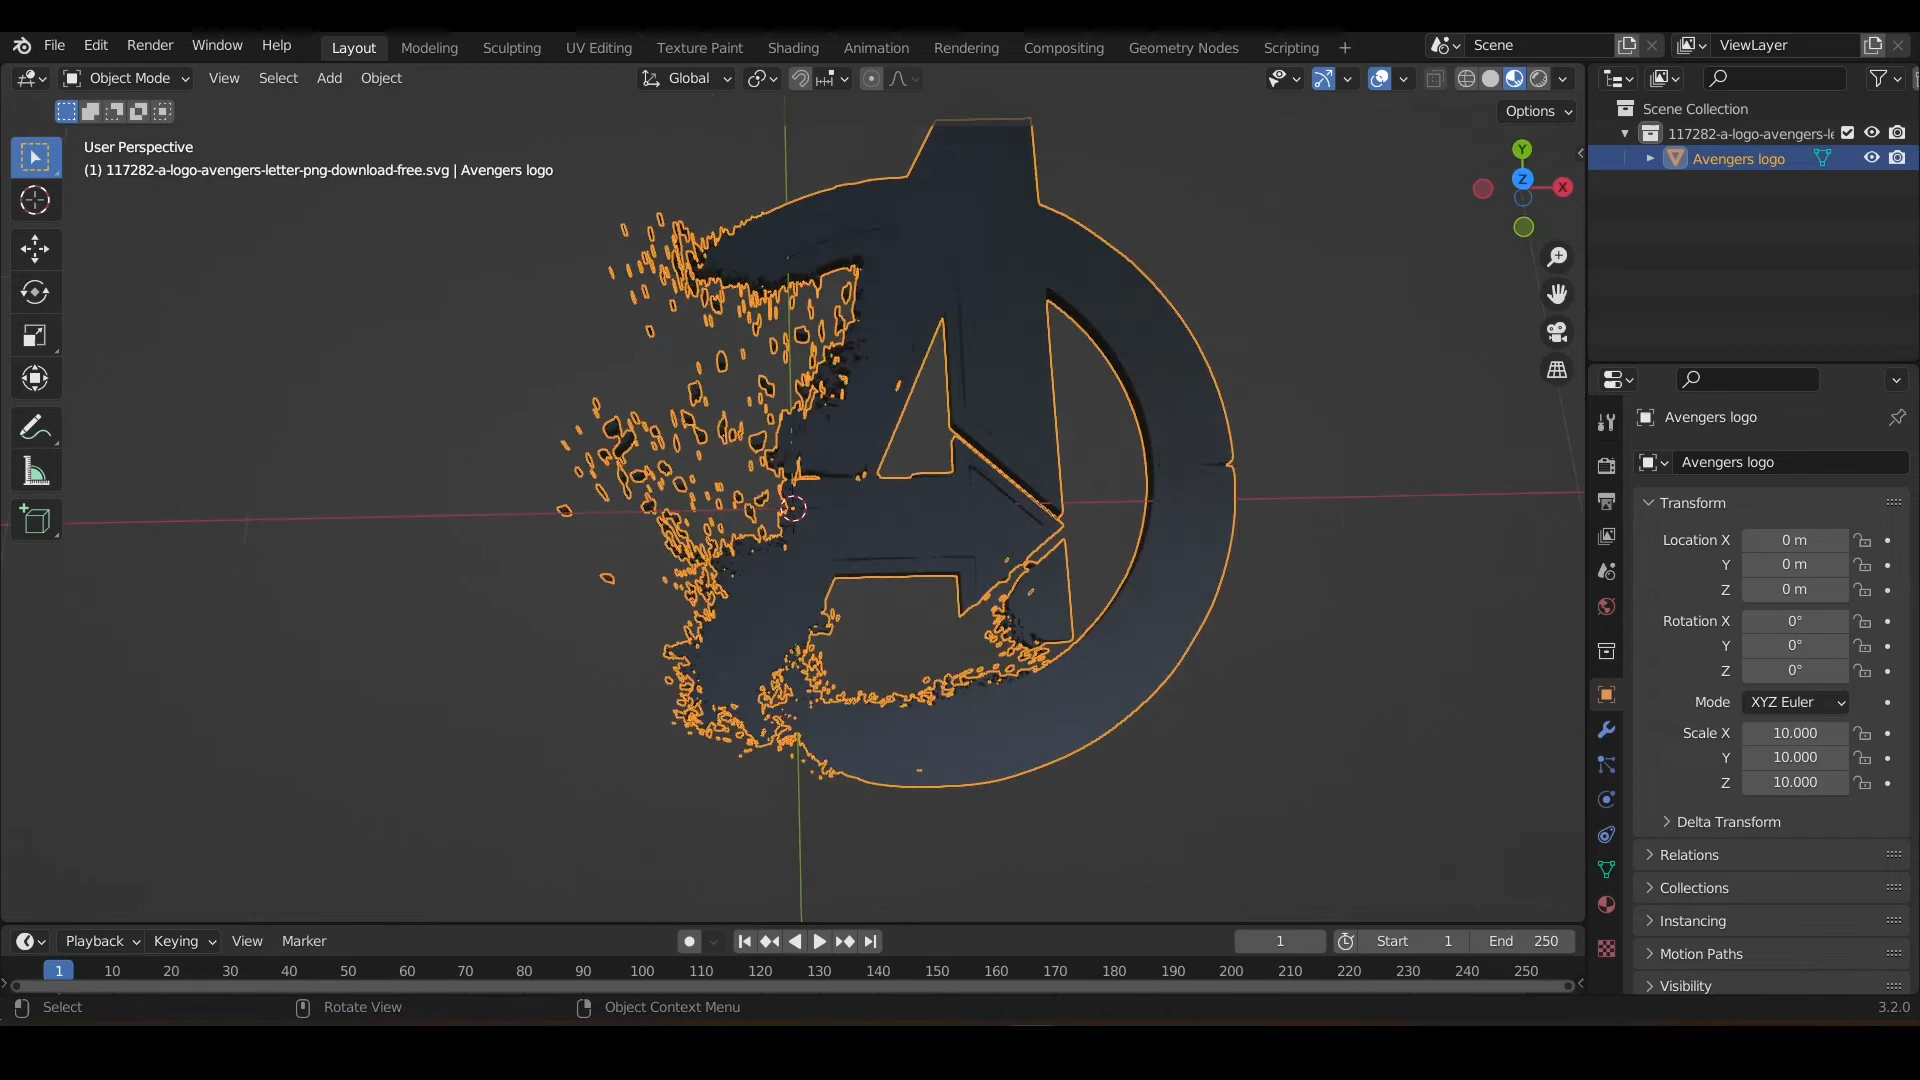 File Edit Render Window Help Layout Modeling Sculpting UV Editing Texture Paint Shading Animation Rendering Compositing Geometry Nodes Scripting + Scene ViewLayer
Object Mode View Select Add Object Global
Options
Scene Collection
117282-a-logo-avengers-l
Avengers logo
User Perspective
(1) 117282-a-logo-avengers-letter-png-download-free.svg | Avengers logo
Y
Z
X
Avengers logo
Avengers logo
Transform
Location X 0 m
Y 0 m
Z 0 m
Rotation X 0°
Y 0°
Z 0°
Mode XYZ Euler
Scale X 10.000
Y 10.000
Z 10.000
Delta Transform
Relations
Collections
Instancing
Motion Paths
Visibility
Playback Keying View Marker 1 Start 1 End 250
1 10 20 30 40 50 60 70 80 90 100 110 120 130 140 150 160 170 180 190 200 210 220 230 240 250
Select Rotate View Object Context Menu 3.2.0